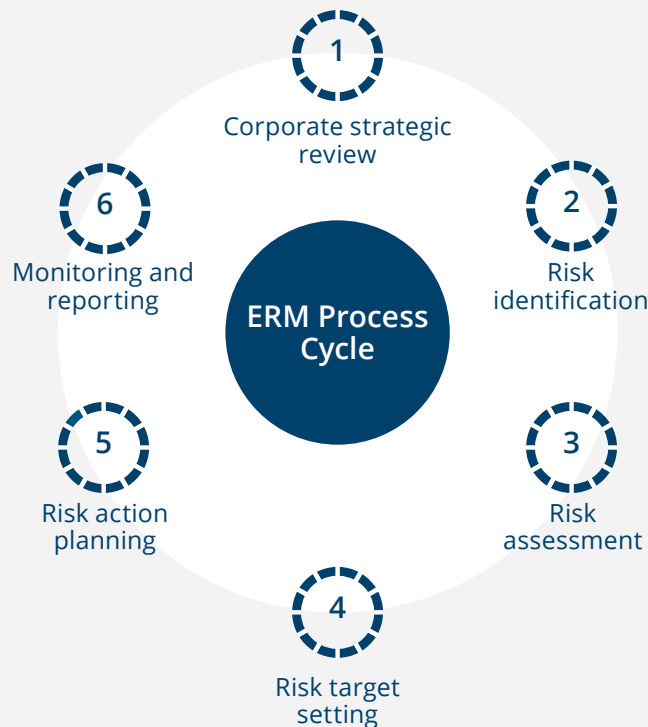 1
Corporate strategic
review
2
Risk
identification
3
Risk
assessment
4
Risk target
setting
5
Risk action
planning
6
Monitoring and
reporting
ERM Process
Cycle